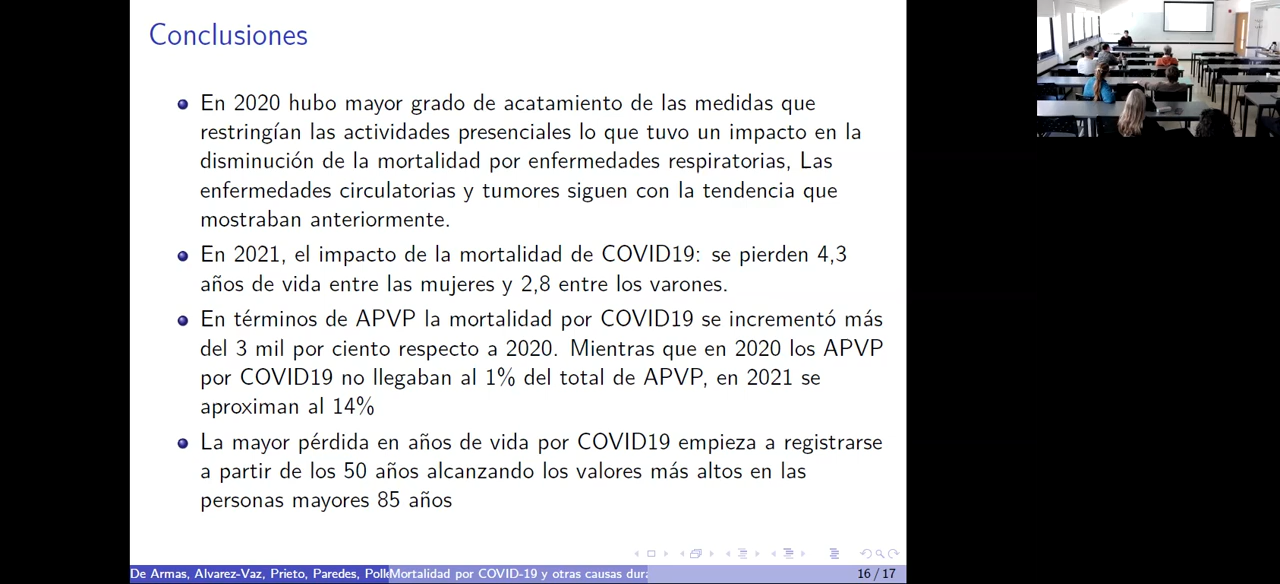 Conclusiones
En 2020 hubo mayor grado de acatamiento de las medidas que
restringían las actividades presenciales lo que tuvo un impacto en la
disminución de la mortalidad por enfermedades respiratorias, Las
enfermedades circulatorias y tumores siguen con la tendencia que
mostraban anteriormente.
En 2021, el impacto de la mortalidad de COVID19: se pierden 4,3
años de vida entre las mujeres y 2,8 entre los varones.
En términos de APVP la mortalidad por COVID19 se incrementó más
del 3 mil por ciento respecto a 2020. Mientras que en 2020 los APVP
por COVID19 no llegaban al 1% del total de APVP, en 2021 se
aproximan al 14%
La mayor pérdida en años de vida por COVID19 empieza a registrarse
a partir de los 50 años alcanzando los valores más altos en las
personas mayores 85 años
De Armas, Alvarez-Vaz, Prieto, Paredes, Mortalidad por COVID-19 y otras causas 16 / 17